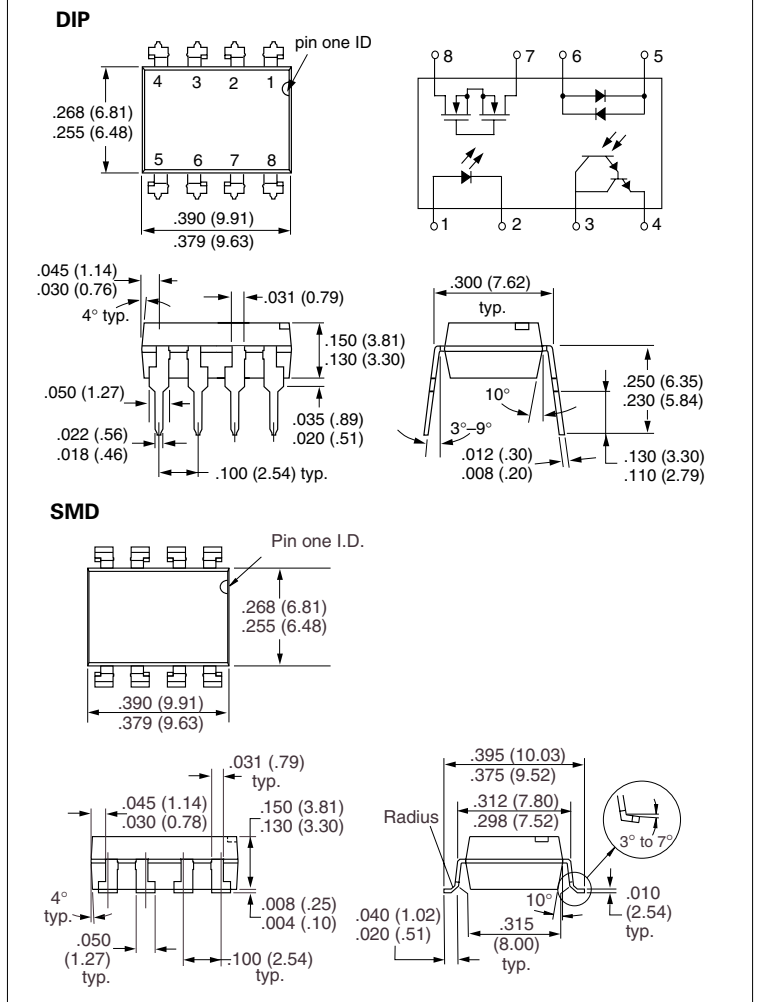 DIP
pin one ID
4 3 2 1
5 6 7 8
.268 (6.81)
.255 (6.48)
.390 (9.91)
.379 (9.63)
8 7 6 5
1 2 3 4
.045 (1.14)
.030 (0.76)
4° typ.
.031 (0.79)
.150 (3.81)
.130 (3.30)
.050 (1.27)
.022 (.56)
.018 (.46)
.035 (.89)
.020 (.51)
.100 (2.54) typ.
.300 (7.62)
typ.
10°
3°–9°
.012 (.30)
.008 (.20)
.250 (6.35)
.230 (5.84)
.130 (3.30)
.110 (2.79)
SMD
Pin one I.D.
.268 (6.81)
.255 (6.48)
.390 (9.91)
.379 (9.63)
.031 (.79)
typ.
.045 (1.14)
.030 (0.78)
.150 (3.81)
.130 (3.30)
4°
typ.
.050
(1.27)
typ.
.008 (.25)
.004 (.10)
.100 (2.54)
typ.
.395 (10.03)
.375 (9.52)
.312 (7.80)
.298 (7.52)
Radius
3° to 7°
10°
.040 (1.02)
.020 (.51)
.315
(8.00)
typ.
.010
(2.54)
typ.